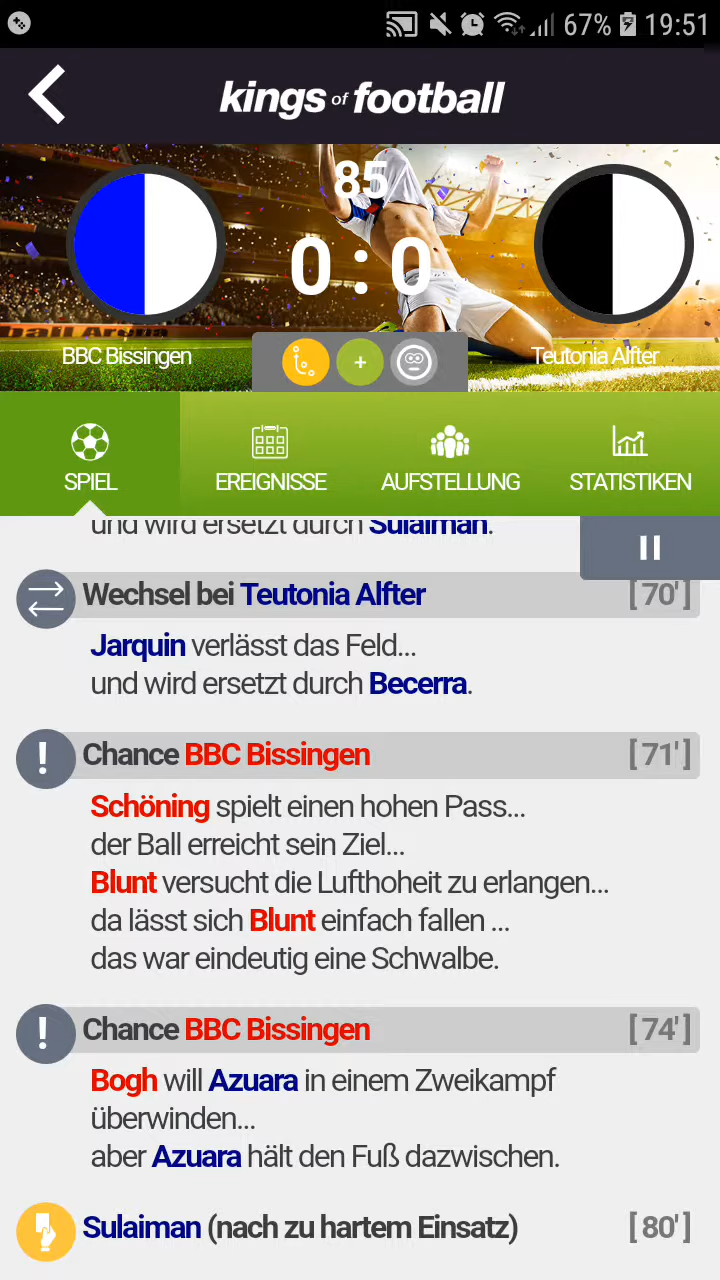 67% 19:51
kings of football
85
0 : 0
BBC Bissingen
Teutonia Alfter
SPIEL
EREIGNISSE
AUFSTELLUNG
STATISTIKEN
und wird ersetzt durch Sulaiman.
Wechsel bei Teutonia Alfter [ 70' ]
Jarquin verlässt das Feld...
und wird ersetzt durch Becerra.
Chance BBC Bissingen [ 71' ]
Schöning spielt einen hohen Pass...
der Ball erreicht sein Ziel...
Blunt versucht die Lufthoheit zu erlangen...
da lässt sich Blunt einfach fallen ...
das war eindeutig eine Schwalbe.
Chance BBC Bissingen [ 74' ]
Bogh will Azuara in einem Zweikampf
überwinden...
aber Azuara hält den Fuß dazwischen.
Sulaiman (nach zu hartem Einsatz) [ 80' ]